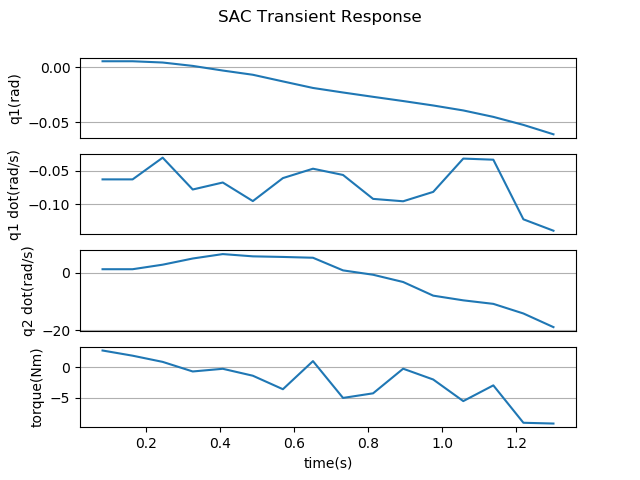 SAC Transient Response
q1(rad)
0.00
−0.05
q1 dot(rad/s)
−0.05
−0.10
q2 dot(rad/s)
0
−20
torque(Nm)
0
−5
0.2 0.4 0.6 0.8 1.0 1.2
time(s)